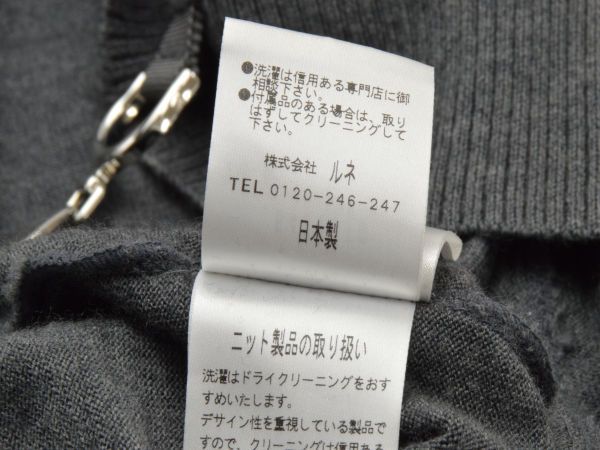 ●洗濯は信用ある専門店に御
相談下さい。
●付属品のある場合は、取り
はずしてクリーニングして
下さい。
株式会社 ルネ
TEL 0120-246-247
日本製
ニット製品の取り扱い
洗濯はドライクリーニングをおす
すめいたします。
デザイン性を重視している製品で
すので、クリーニングは信用ある